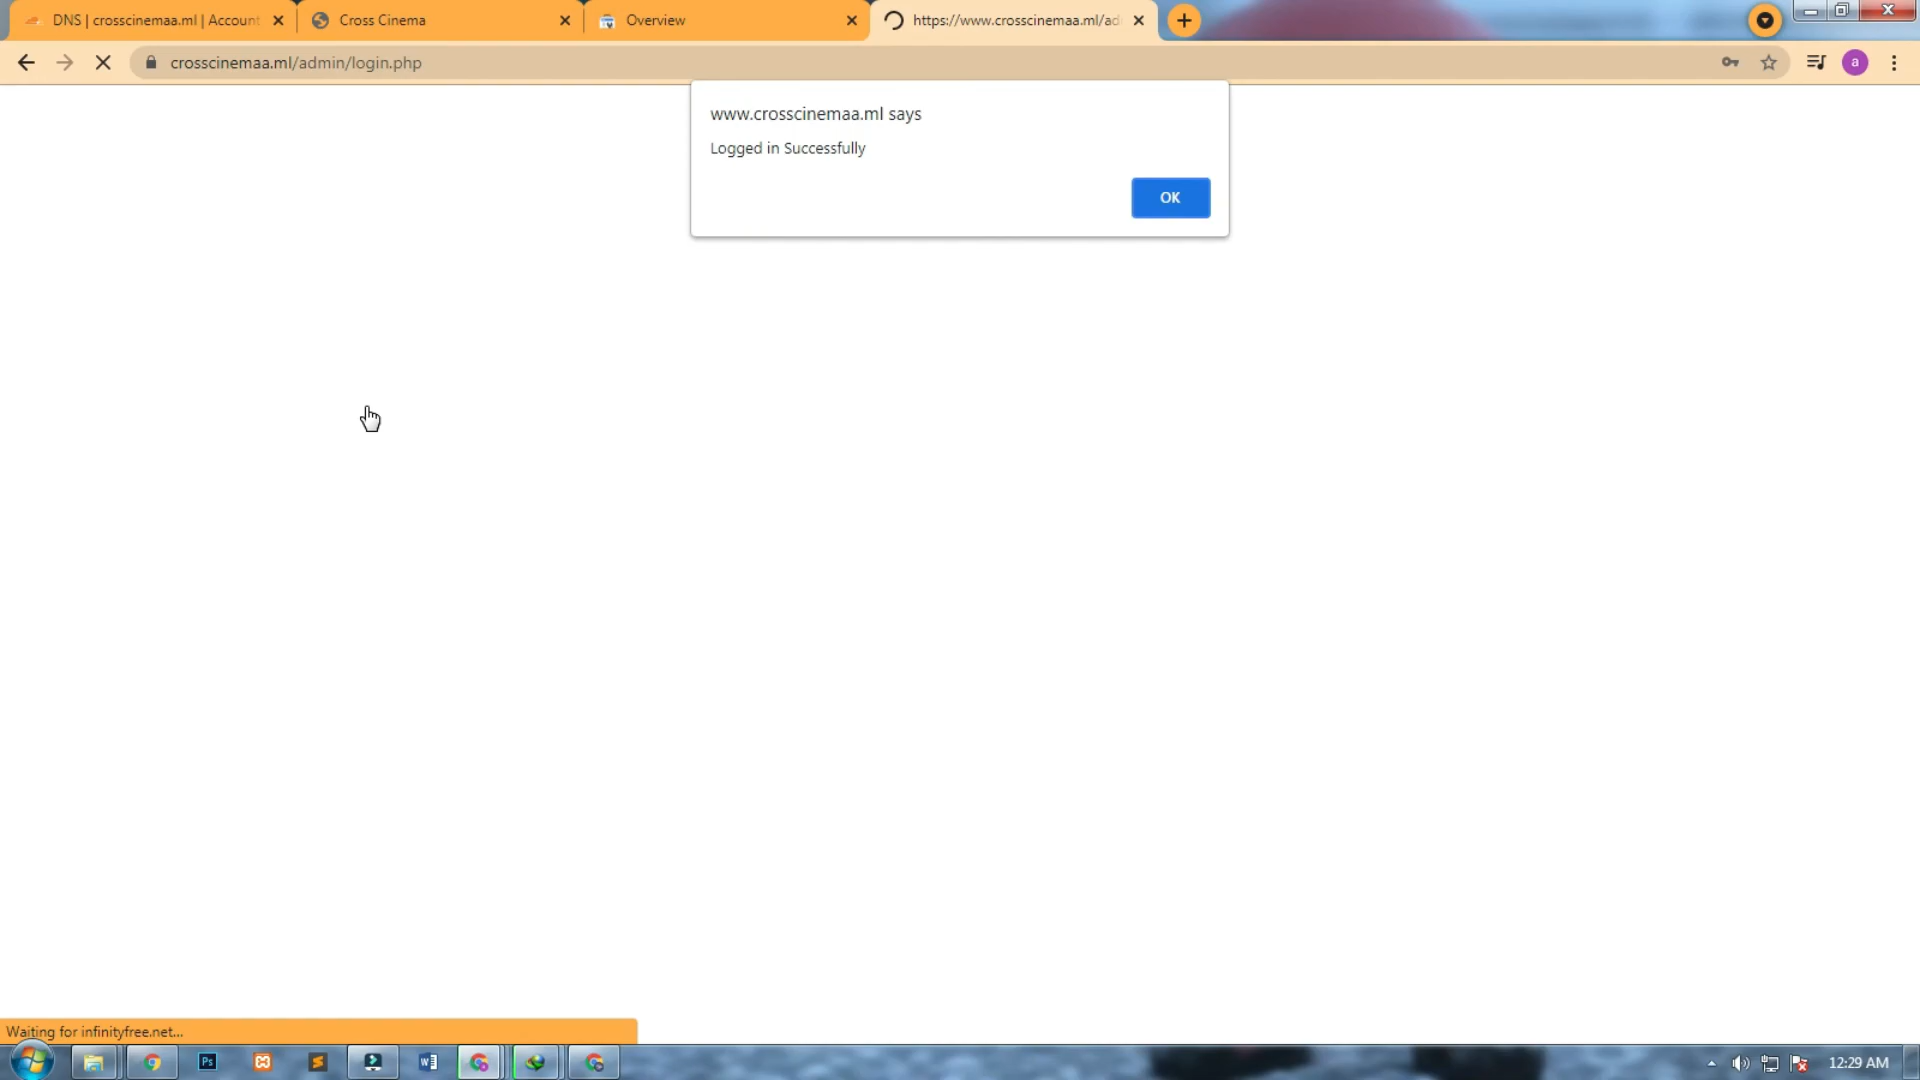 DNS | crosscinemaa.ml | Account
Cross Cinema
Overview
https://www.crosscinemaa.ml/ad
crosscinemaa.ml/admin/login.php
a
www.crosscinemaa.ml says
Logged in Successfully
OK
Waiting for infinityfree.net...
Ps
12:29 AM